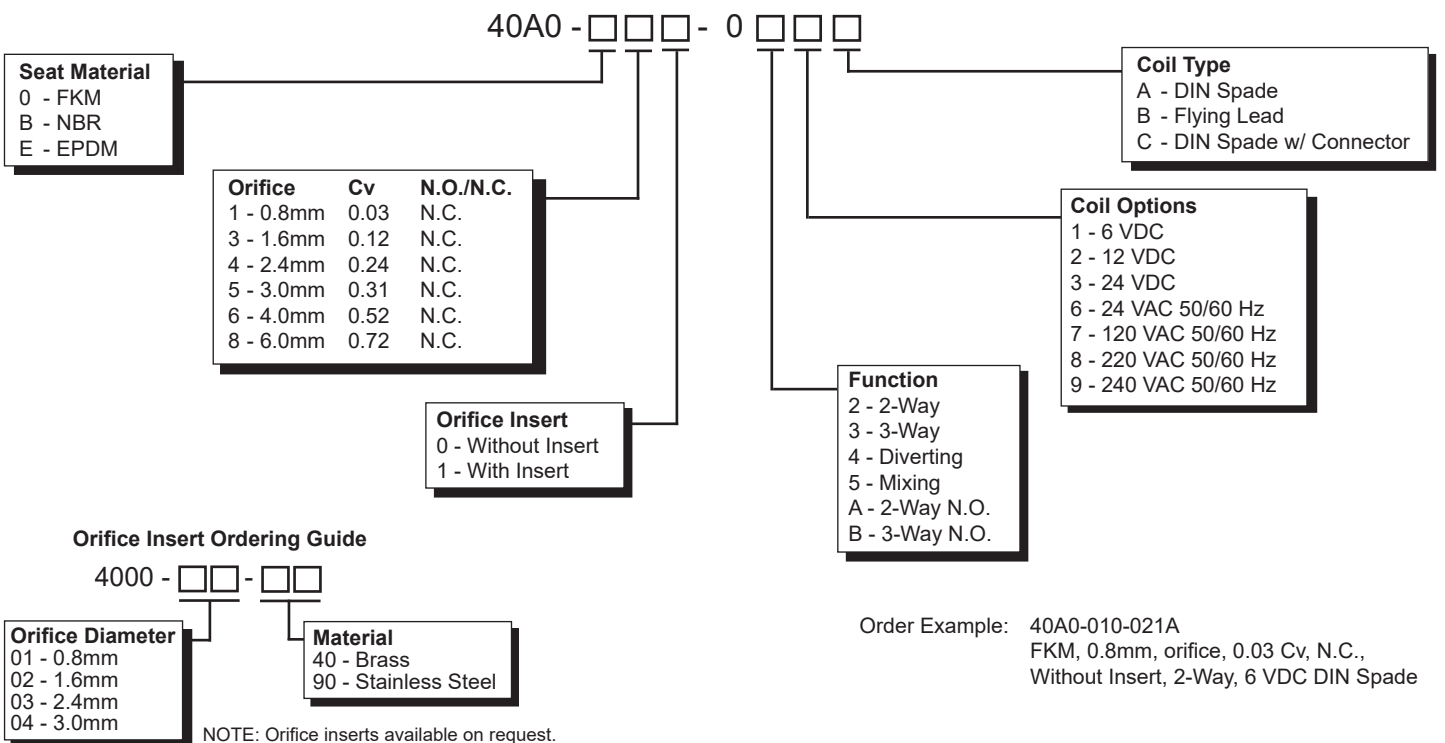 40A0 - □ □ □ - 0 □ □ □
Seat Material
0 - FKM
B - NBR
E - EPDM
Orifice Cv N.O./N.C.
1 - 0.8mm 0.03 N.C.
3 - 1.6mm 0.12 N.C.
4 - 2.4mm 0.24 N.C.
5 - 3.0mm 0.31 N.C.
6 - 4.0mm 0.52 N.C.
8 - 6.0mm 0.72 N.C.
Orifice Insert
0 - Without Insert
1 - With Insert
Coil Type
A - DIN Spade
B - Flying Lead
C - DIN Spade w/ Connector
Coil Options
1 - 6 VDC
2 - 12 VDC
3 - 24 VDC
6 - 24 VAC 50/60 Hz
7 - 120 VAC 50/60 Hz
8 - 220 VAC 50/60 Hz
9 - 240 VAC 50/60 Hz
Function
2 - 2-Way
3 - 3-Way
4 - Diverting
5 - Mixing
A - 2-Way N.O.
B - 3-Way N.O.
Orifice Insert Ordering Guide
4000 - □□ - □□
Orifice Diameter
01 - 0.8mm
02 - 1.6mm
03 - 2.4mm
04 - 3.0mm
Material
40 - Brass
90 - Stainless Steel
NOTE: Orifice inserts available on request.
Order Example: 40A0-010-021A
FKM, 0.8mm, orifice, 0.03 Cv, N.C.,
Without Insert, 2-Way, 6 VDC DIN Spade